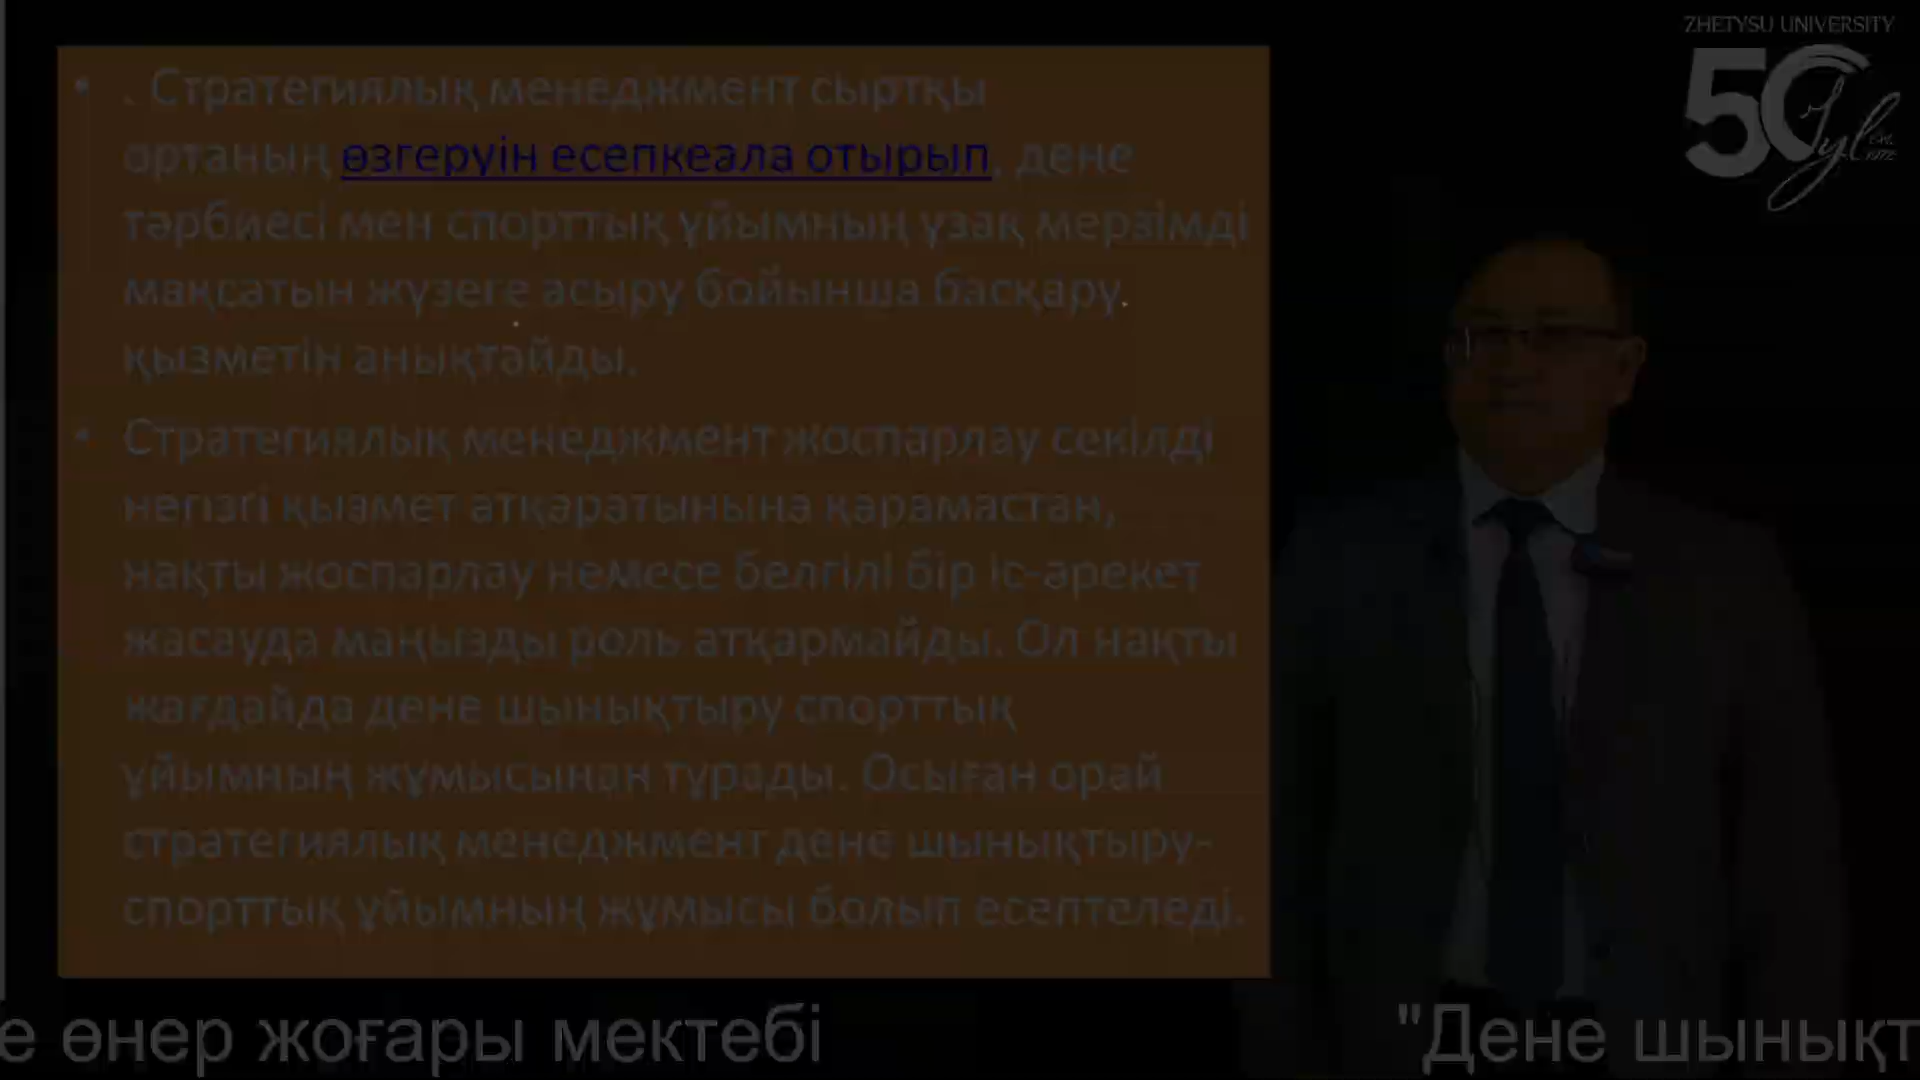 ZHETYSU UNIVERSITY
50
jyl
Est.
1972
• . Стратегиялық менеджмент сыртқы
ортаның өзгеруін есепкеала отырып, дене
тәрбиесі мен спорттық ұйымның ұзақ мерзімді
мақсатын жүзеге асыру бойынша басқару
қызметін анықтайды.
• Стратегиялық менеджмент жоспарлау секілді
негізгі қызмет атқаратынына қарамастан,
нақты жоспарлау немесе белгілі бір іс-әрекет
жасауда маңызды роль атқармайды. Ол нақты
жағдайда дене шынықтыру спорттық
ұйымның жұмысынан тұрады. Осыған орай
стратегиялық менеджмент дене шынықтыру-
спорттық ұйымның жұмысы болып есептеледі.
е өнер жоғары мектебі
"Дене шынықт